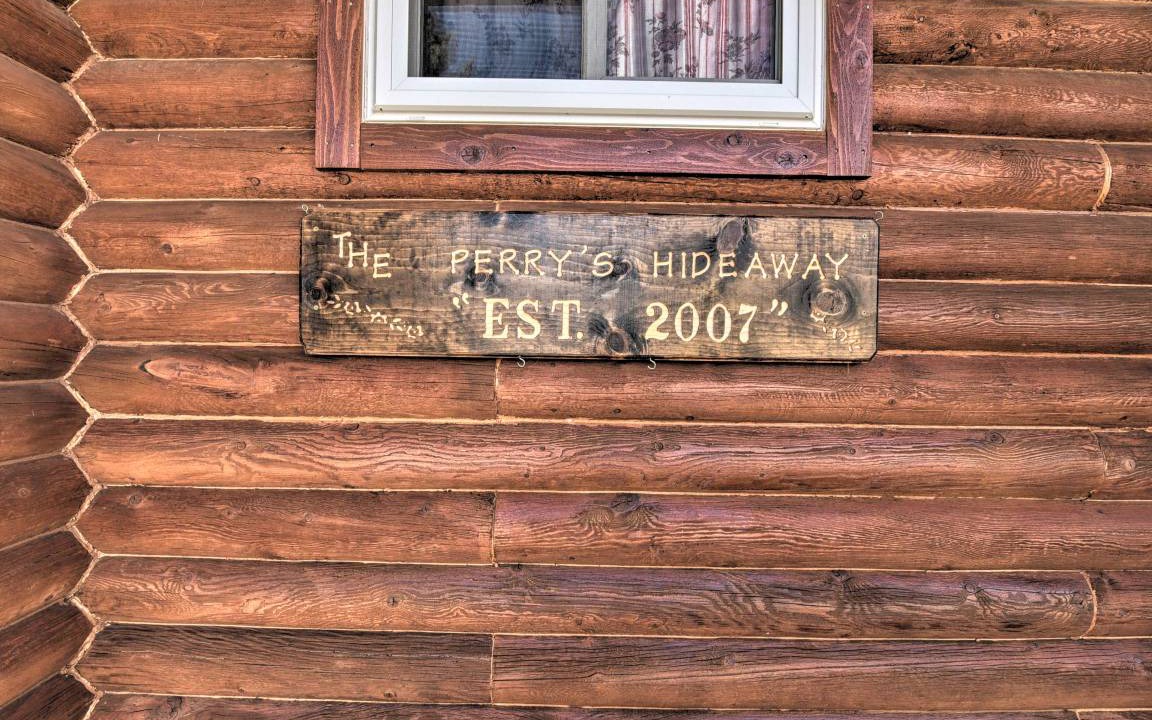 THE PERRY'S HIDEAWAY
"EST. 2007"